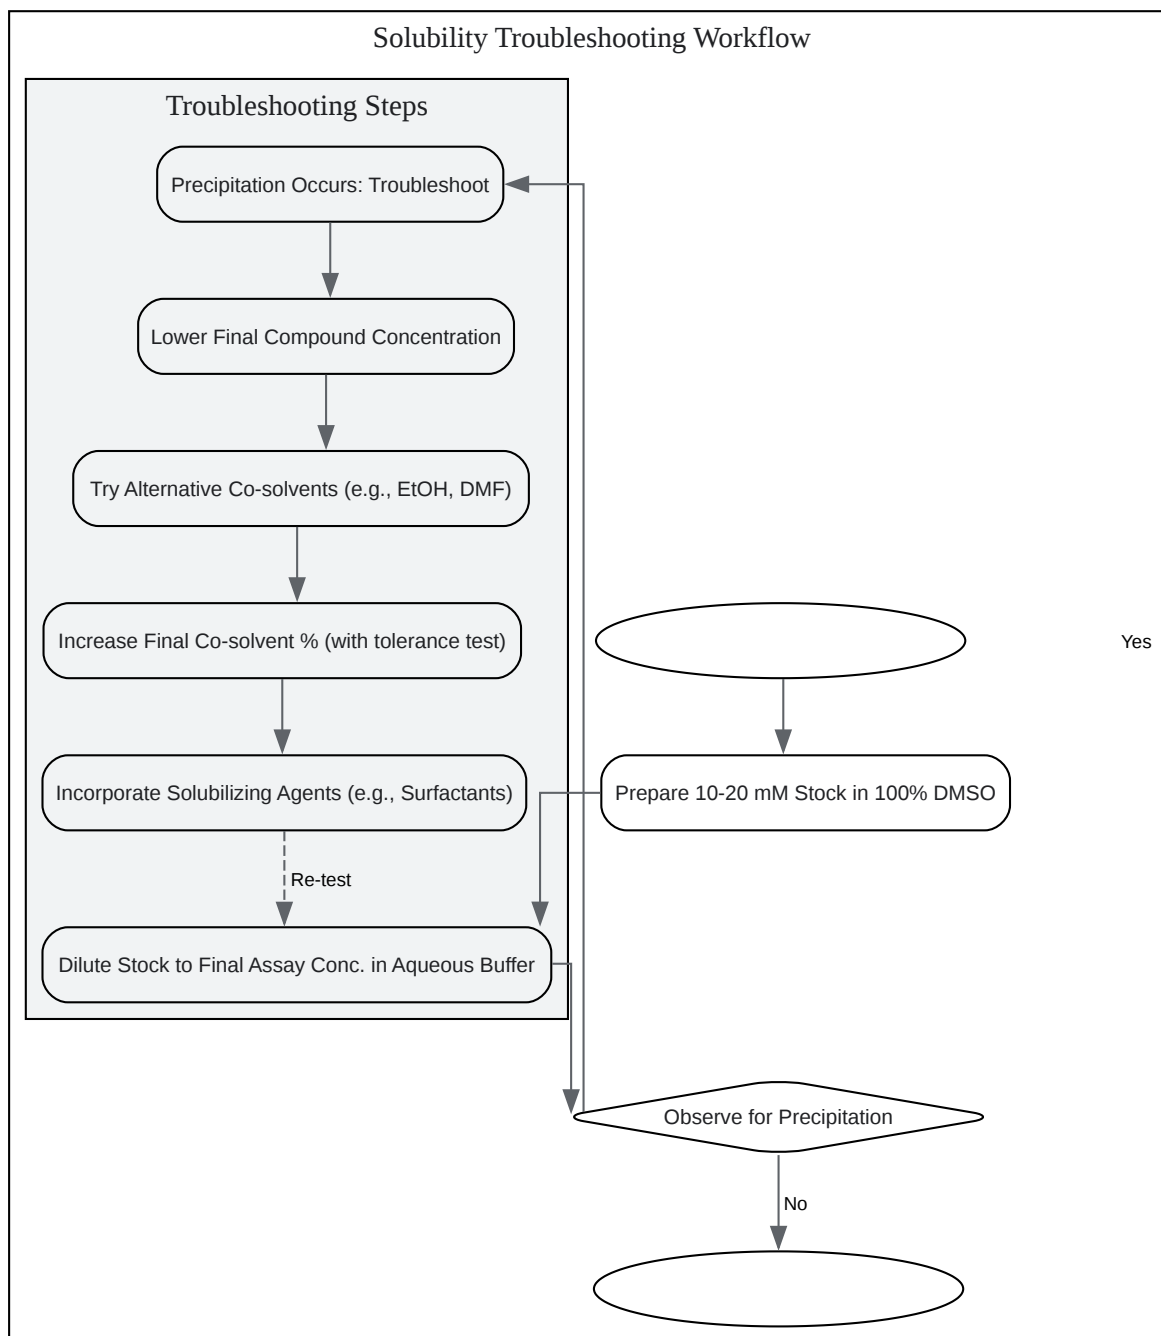 Solubility Troubleshooting Workflow
Troubleshooting Steps
Precipitation Occurs: Troubleshoot
Lower Final Compound Concentration
Try Alternative Co-solvents (e.g., EtOH, DMF)
Increase Final Co-solvent % (with tolerance test)
Yes
Incorporate Solubilizing Agents (e.g., Surfactants)
Prepare 10-20 mM Stock in 100% DMSO
Re-test
Dilute Stock to Final Assay Conc. in Aqueous Buffer
Observe for Precipitation
No